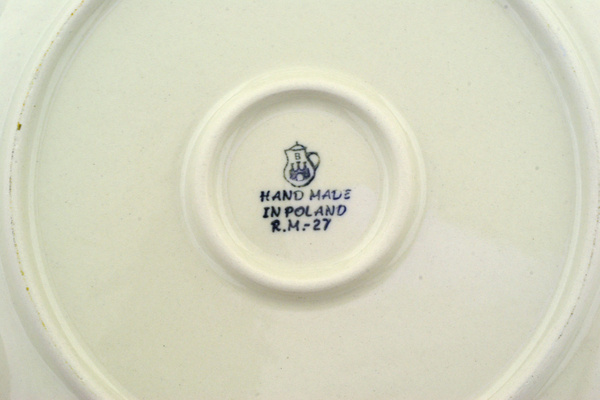 B
HAND MADE
IN POLAND
R.M.-27